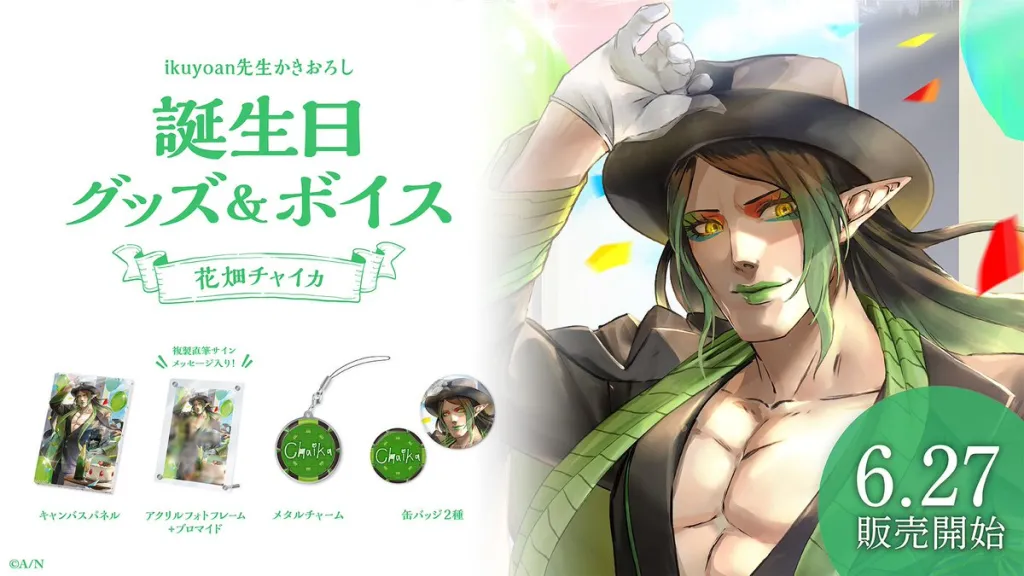 ikuyoan先生かきおろし
誕生日
グッズ&ボイス
花畑チャイカ
複製直筆サイン
メッセージ入り!
Chaika
Chaika
キャンバスパネル
アクリルフォトフレーム
+ブロマイド
メタルチャーム
缶バッジ2種
6.27
販売開始
©A/N